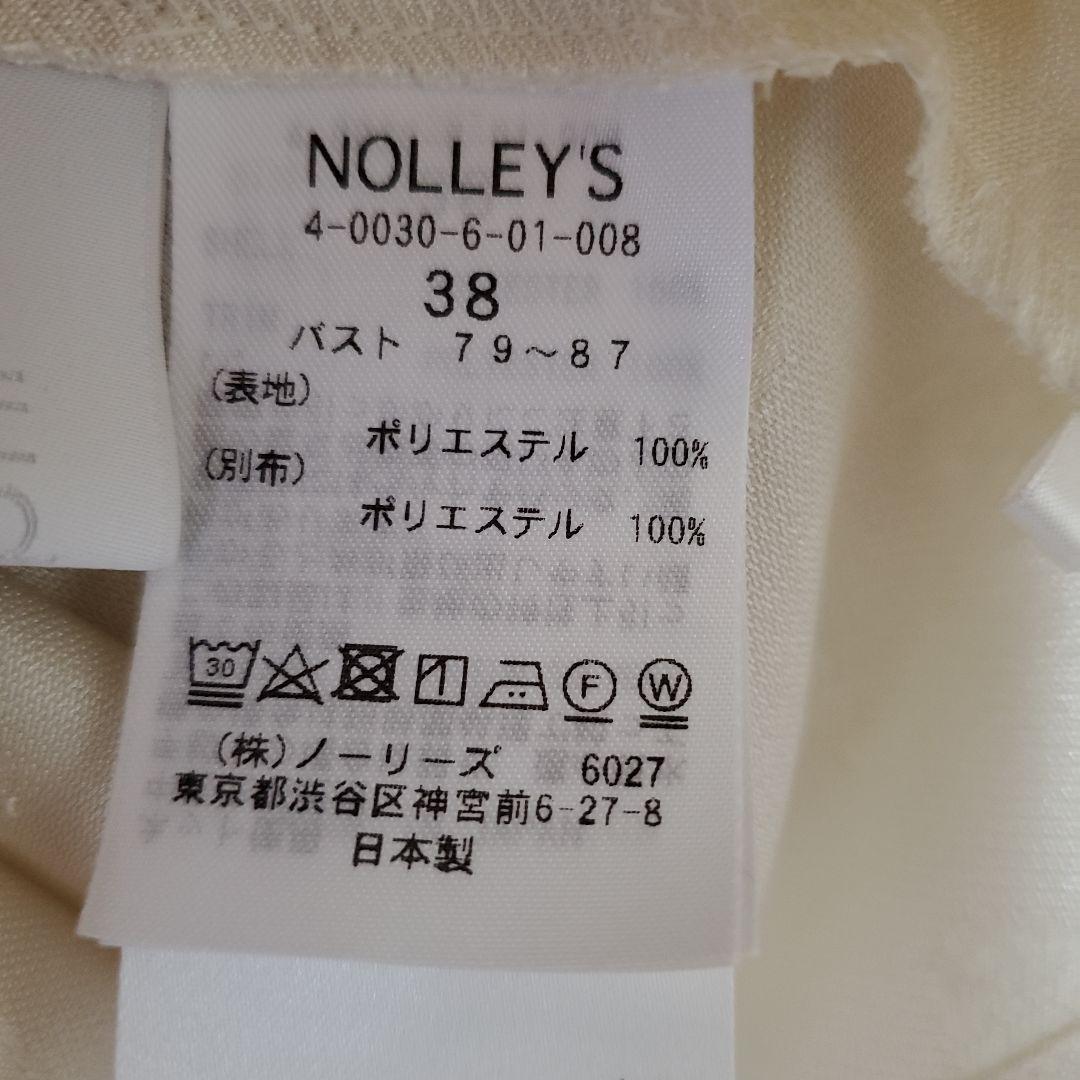 NOLLEY'S
4-0030-6-01-008
38
バスト 79～87
(表地)
ポリエステル 100%
(別布)
ポリエステル 100%
30
F W
(株)ノーリーズ 6027
東京都渋谷区神宮前6-27-8
日本製